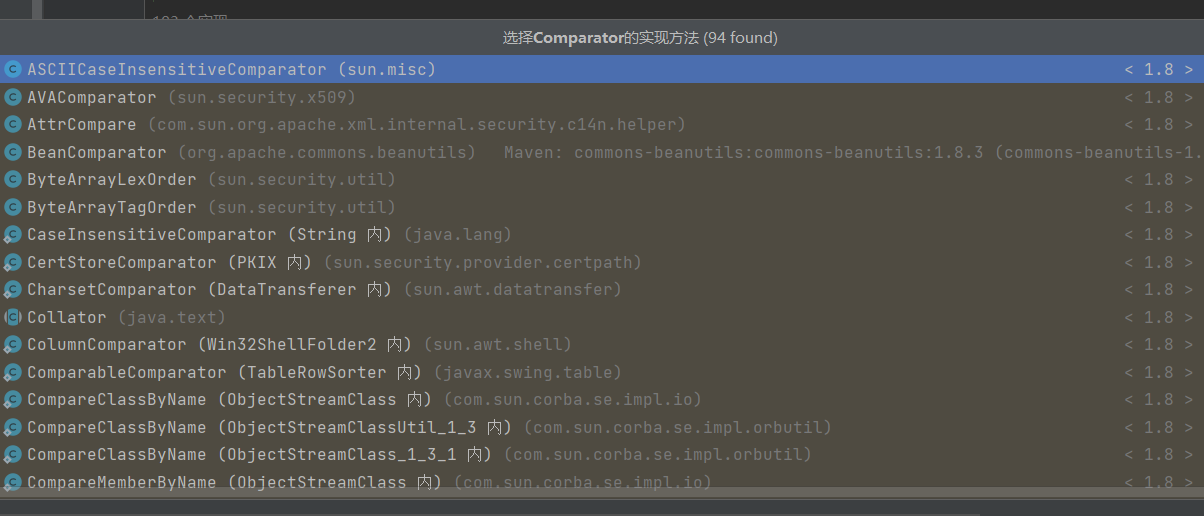 选择Comparator的实现方法 (94 found)
ASCIICaseInsensitiveComparator (sun.misc) < 1.8 >
AVAComparator (sun.security.x509) < 1.8 >
AttrCompare (com.sun.org.apache.xml.internal.security.c14n.helper) < 1.8 >
BeanComparator (org.apache.commons.beanutils) Maven: commons-beanutils:commons-beanutils:1.8.3 (commons-beanutils-1.
ByteArrayLexOrder (sun.security.util) < 1.8 >
ByteArrayTagOrder (sun.security.util) < 1.8 >
CaseInsensitiveComparator (String 内) (java.lang) < 1.8 >
CertStoreComparator (PKIX 内) (sun.security.provider.certpath) < 1.8 >
CharsetComparator (DataTransferer 内) (sun.awt.datatransfer) < 1.8 >
Collator (java.text) < 1.8 >
ColumnComparator (Win32ShellFolder2 内) (sun.awt.shell) < 1.8 >
ComparableComparator (TableRowSorter 内) (javax.swing.table) < 1.8 >
CompareClassByName (ObjectStreamClass 内) (com.sun.corba.se.impl.io) < 1.8 >
CompareClassByName (ObjectStreamClassUtil_1_3 内) (com.sun.corba.se.impl.orbutil) < 1.8 >
CompareClassByName (ObjectStreamClass_1_3_1 内) (com.sun.corba.se.impl.orbutil) < 1.8 >
CompareMemberByName (ObjectStreamClass 内) (com.sun.corba.se.impl.io) < 1.8 >